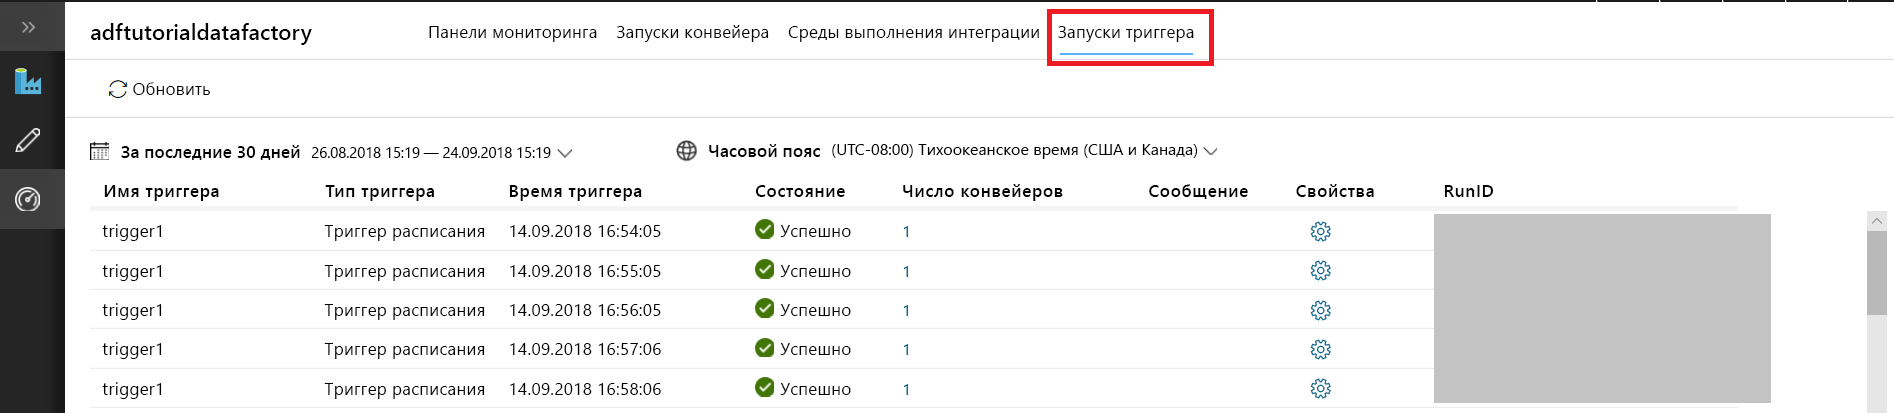 adftutorialdatafactory Панели мониторинга Запуски конвейера Среды выполнения интеграции Запуски триггера
Обновить
За последние 30 дней 26.08.2018 15:19 — 24.09.2018 15:19 Часовой пояс (UTC-08:00) Тихоокеанское время (США и Канада)
Имя триггера Тип триггера Время триггера Состояние Число конвейеров Сообщение Свойства RunID
trigger1 Триггер расписания 14.09.2018 16:54:05 Успешно 1
trigger1 Триггер расписания 14.09.2018 16:55:05 Успешно 1
trigger1 Триггер расписания 14.09.2018 16:56:05 Успешно 1
trigger1 Триггер расписания 14.09.2018 16:57:06 Успешно 1
trigger1 Триггер расписания 14.09.2018 16:58:06 Успешно 1